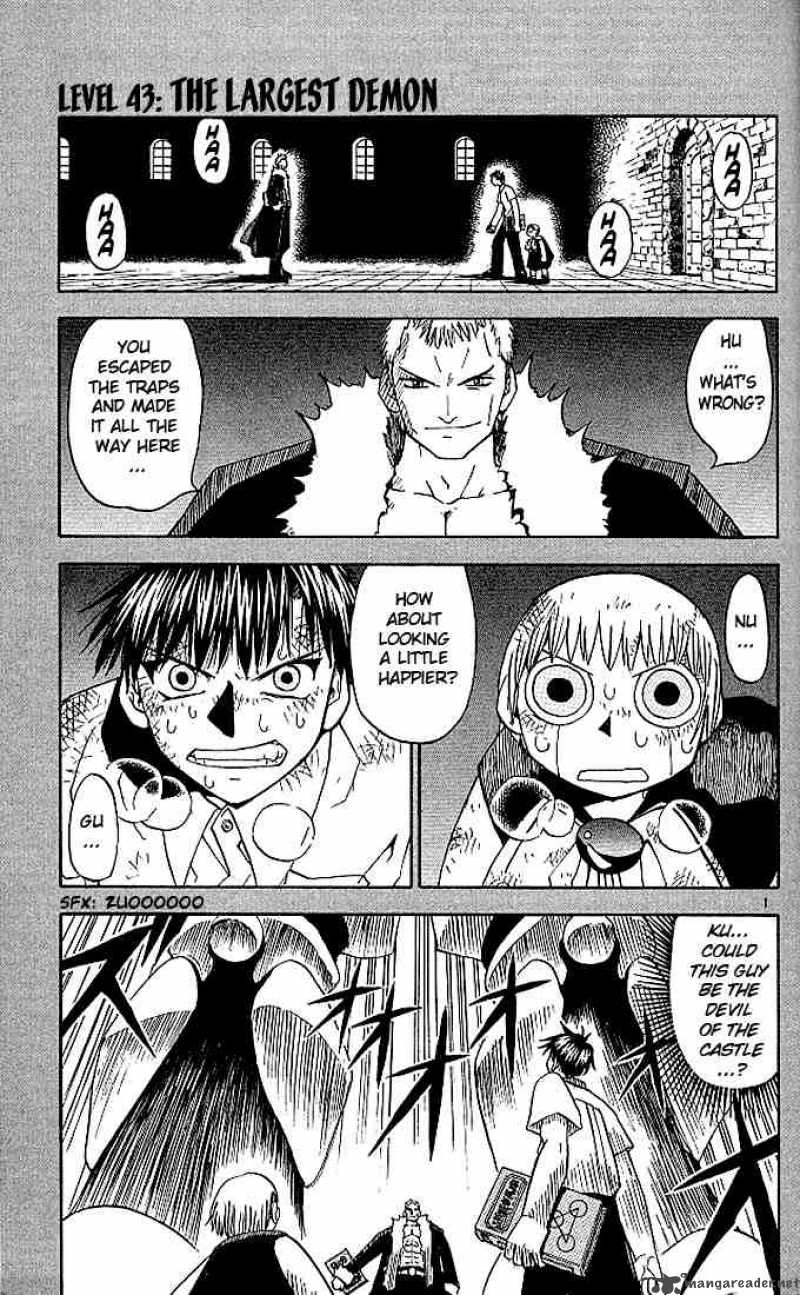 LEVEL 43: THE LARGEST DEMON
HAA
HAA
HAA
HAA
HU
...
WHAT'S
WRONG?
YOU
ESCAPED
THE TRAPS
AND MADE
IT ALL THE
WAY HERE
...
NU
...
HOW
ABOUT
LOOKING
A LITTLE
HAPPIER?
GU
...
SFX: ZUOOOOOO
1
KU...
COULD
THIS GUY
BE THE
DEVIL
OF THE
CASTLE
...?
mangareader.net